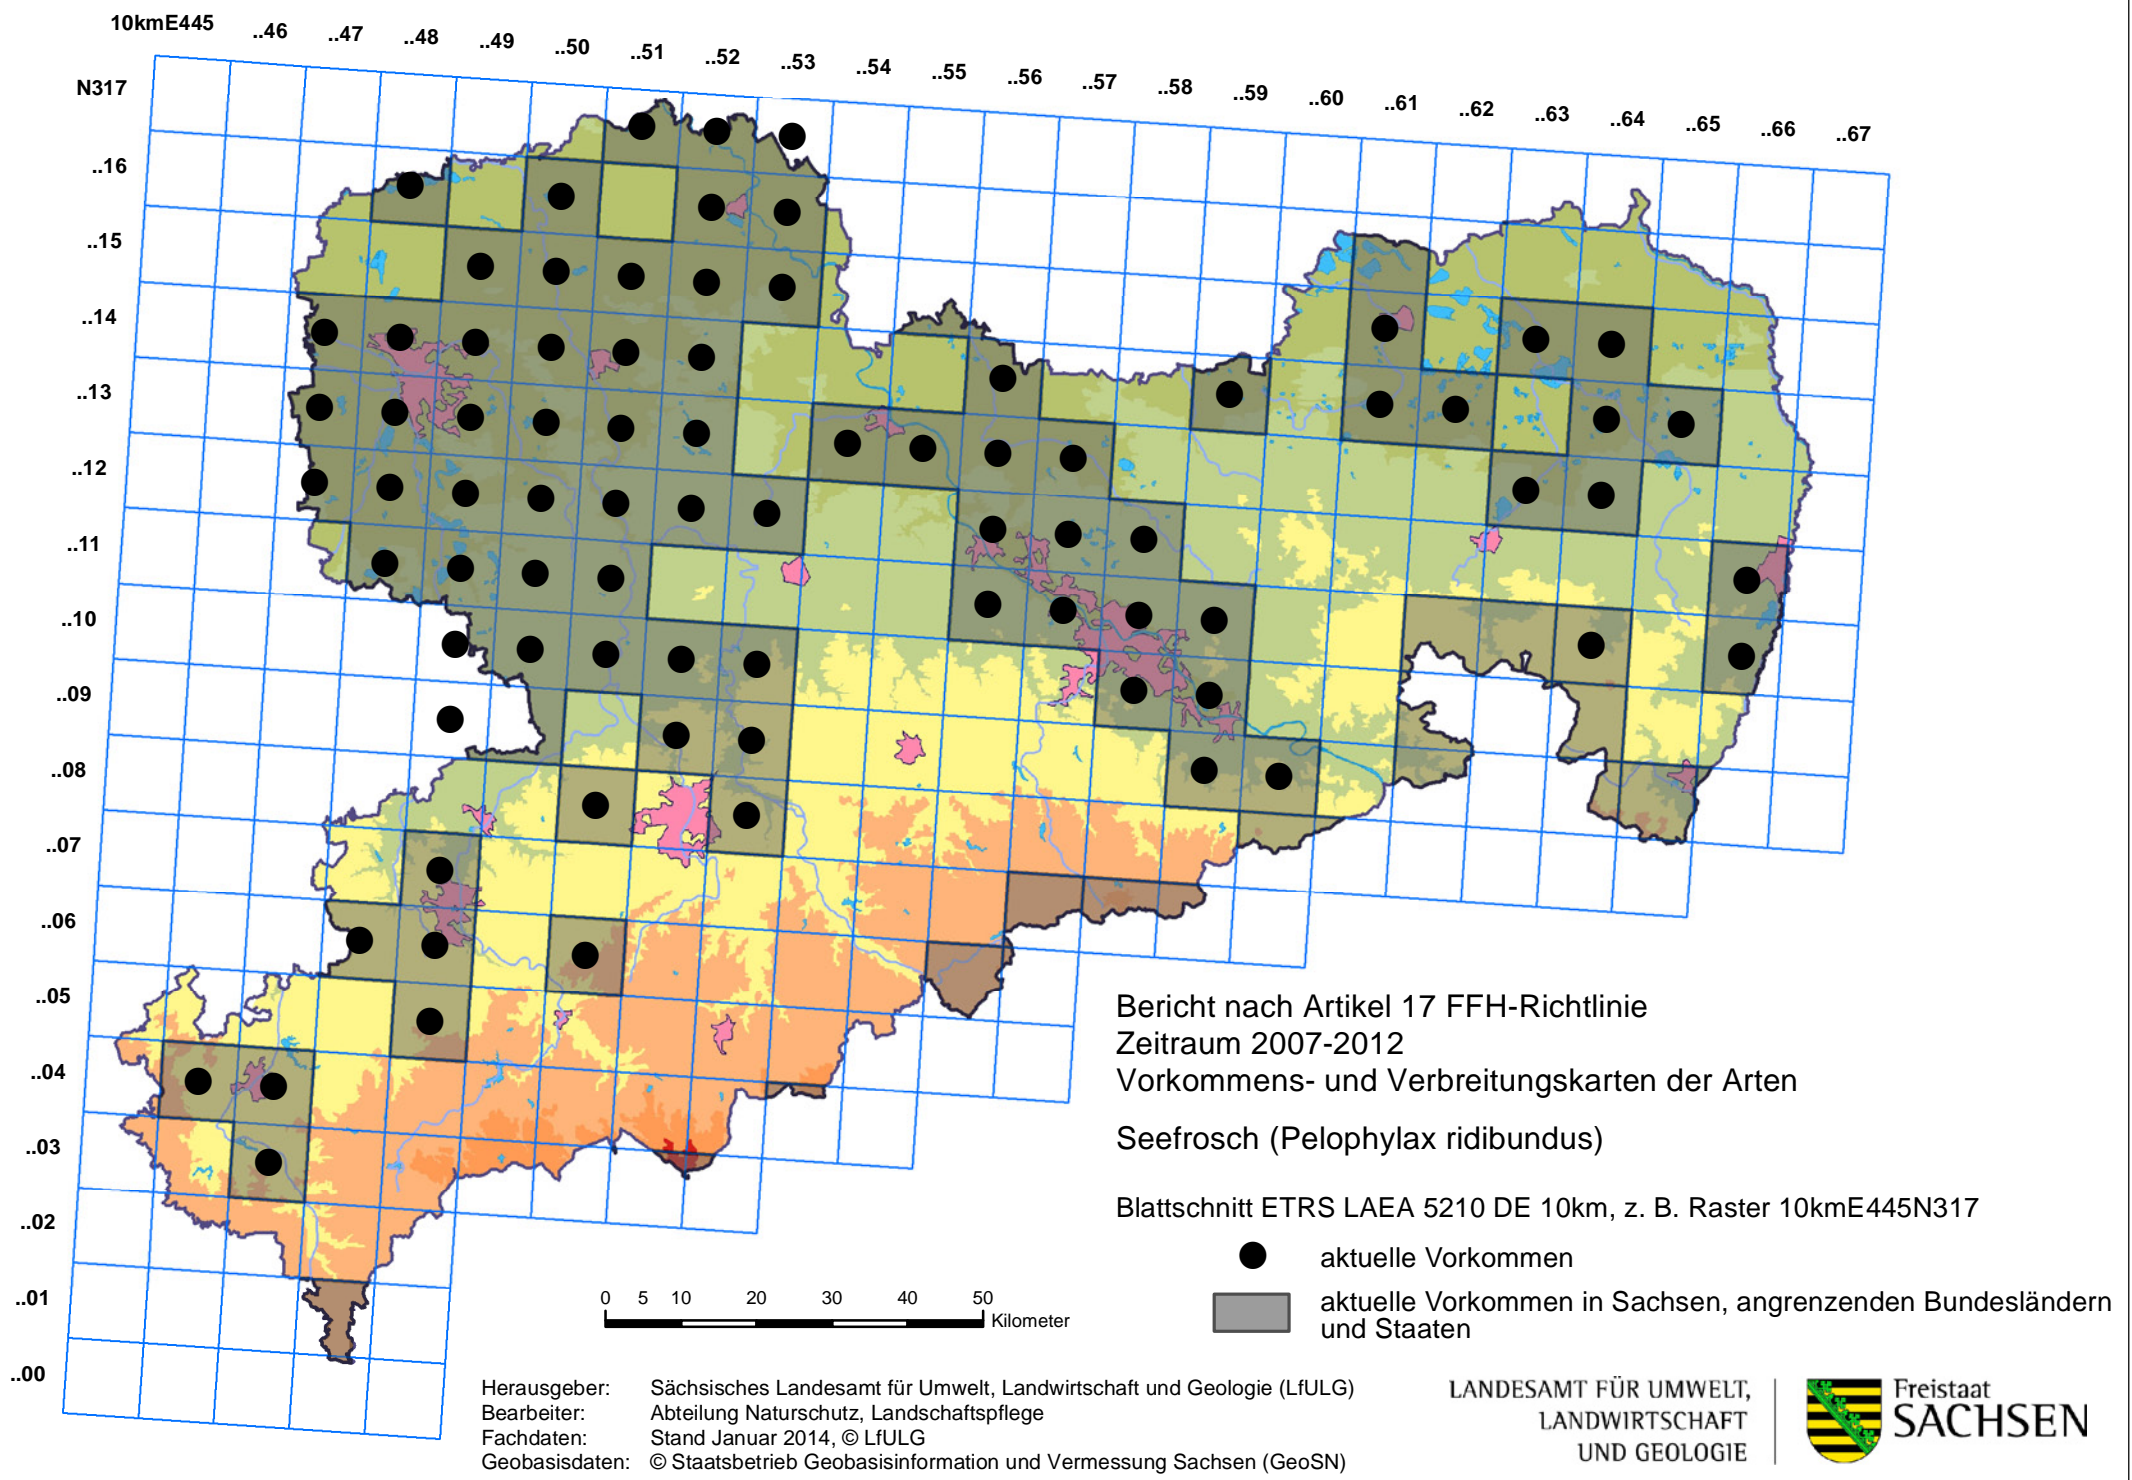 10kmE445 ..46 ..47 ..48 ..49 ..50 ..51 ..52 ..53 ..54 ..55 ..56 ..57 ..58 ..59 ..60 ..61 ..62 ..63 ..64 ..65 ..66 ..67
N317
..16
..15
..14
..13
..12
..11
..10
..09
..08
..07
..06
..05
..04
..03
..02
..01
..00
Bericht nach Artikel 17 FFH-Richtlinie
Zeitraum 2007-2012
Vorkommens- und Verbreitungskarten der Arten
Seefrosch (Pelophylax ridibundus)
Blattschnitt ETRS LAEA 5210 DE 10km, z. B. Raster 10kmE445N317
aktuelle Vorkommen
aktuelle Vorkommen in Sachsen, angrenzenden Bundesländern
und Staaten
0 5 10 20 30 40 50
Kilometer
Herausgeber: Sächsisches Landesamt für Umwelt, Landwirtschaft und Geologie (LfULG)
Bearbeiter: Abteilung Naturschutz, Landschaftspflege
Fachdaten: Stand Januar 2014, © LfULG
Geobasisdaten: © Staatsbetrieb Geobasisinformation und Vermessung Sachsen (GeoSN)
LANDESAMT FÜR UMWELT,
LANDWIRTSCHAFT
UND GEOLOGIE
Freistaat
SACHSEN